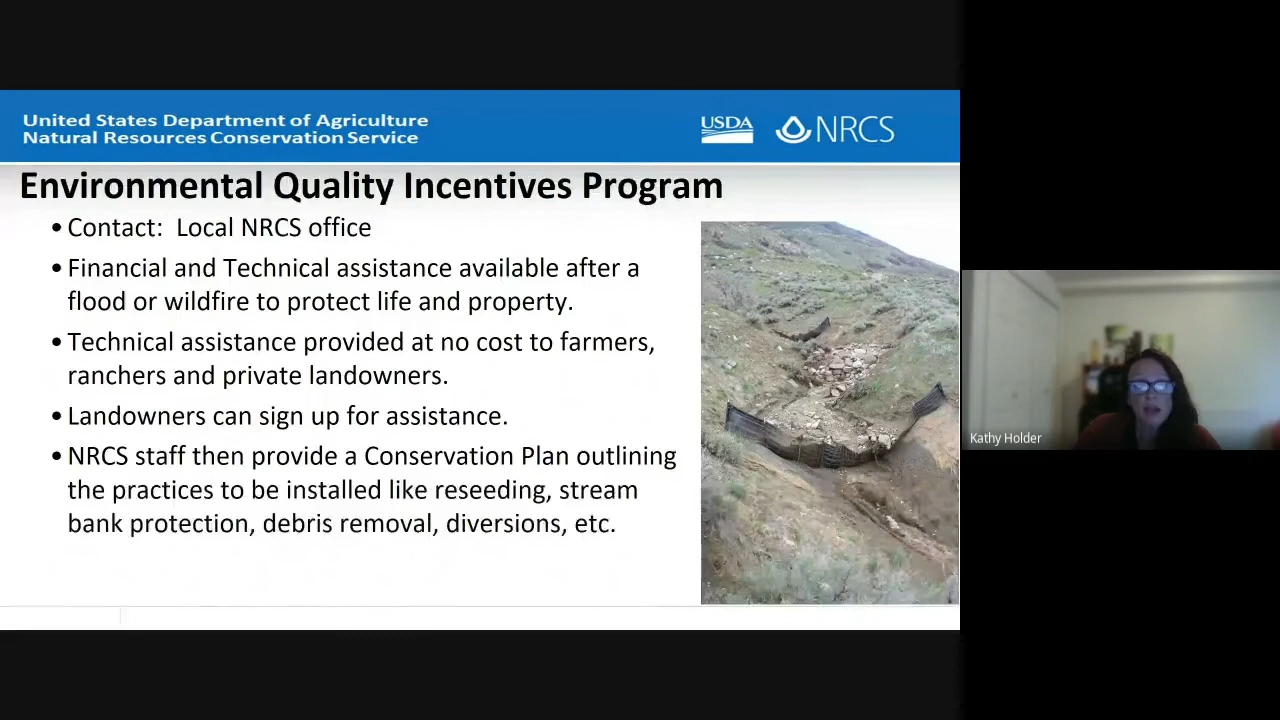 United States Department of Agriculture
Natural Resources Conservation Service
USDA
NRCS
Environmental Quality Incentives Program
• Contact:  Local NRCS office
• Financial and Technical assistance available after a
flood or wildfire to protect life and property.
• Technical assistance provided at no cost to farmers,
ranchers and private landowners.
• Landowners can sign up for assistance.
• NRCS staff then provide a Conservation Plan outlining
the practices to be installed like reseeding, stream
bank protection, debris removal, diversions, etc.
Kathy Holder